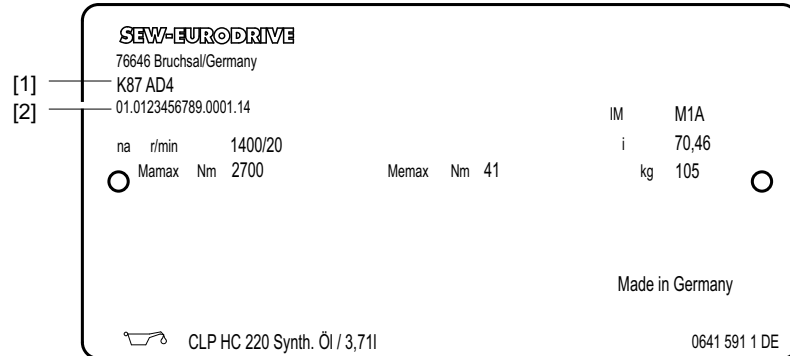 SEW-EURODRIVE
76646 Bruchsal/Germany
[1] K87 AD4
[2] 01.0123456789.0001.14
IM M1A
na r/min 1400/20 i 70,46
Mamax Nm 2700 Memax Nm 41 kg 105
Made in Germany
CLP HC 220 Synth. Öl / 3,71l
0641 591 1 DE